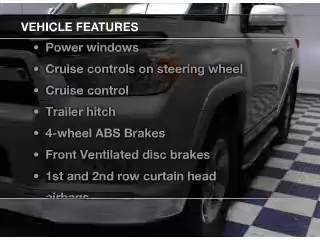 VEHICLE FEATURES
• Power windows
• Cruise controls on steering wheel
• Cruise control
• Trailer hitch
• 4-wheel ABS Brakes
• Front Ventilated disc brakes
• 1st and 2nd row curtain head
airbags